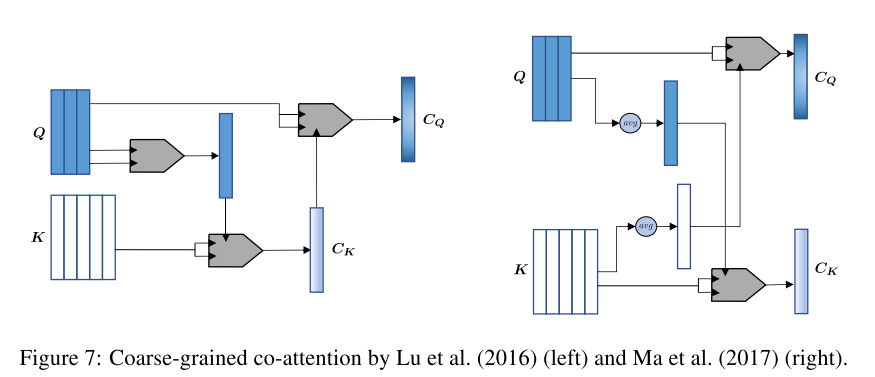 Q
K
C_Q
C_K
Q
avg
C_Q
K
avg
C_K
Figure 7: Coarse-grained co-attention by Lu et al. (2016) (left) and Ma et al. (2017) (right).